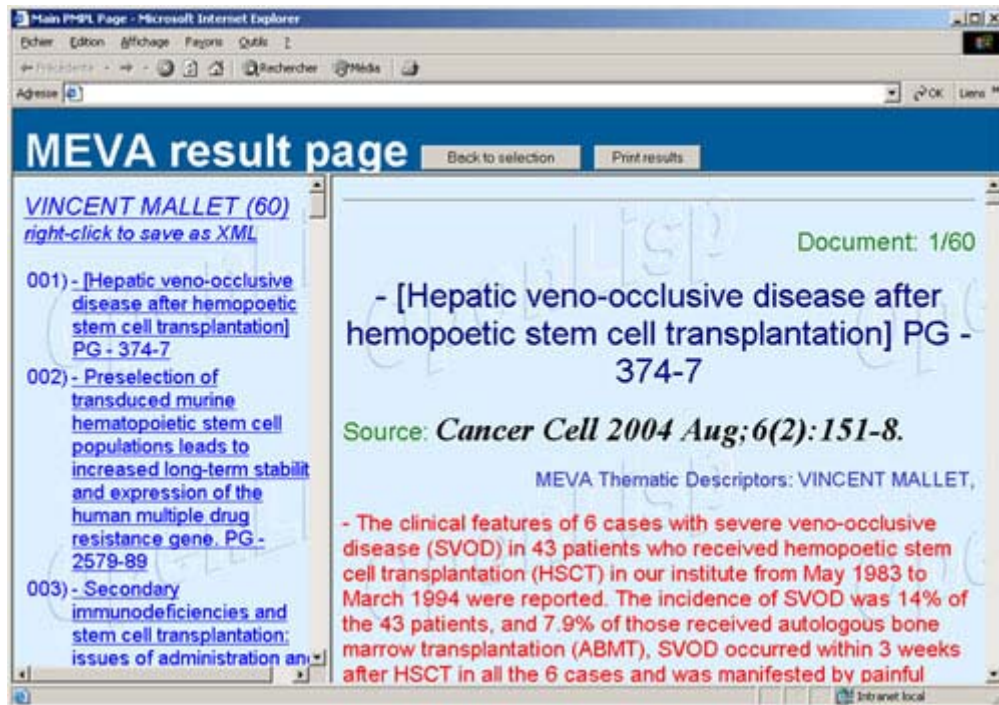 Main PMPL Page - Microsoft Internet Explorer
Fichier Edition Affichage Favoris Outils ?
Précédente Rechercher Média
Adresse OK Liens »
MEVA result page Back to selection Print results
VINCENT MALLET (60)
right-click to save as XML
001) - [Hepatic veno-occlusive
disease after hemopoetic
stem cell transplantation]
PG - 374-7
002) - Preselection of
transduced murine
hematopoietic stem cell
populations leads to
increased long-term stabilit
and expression of the
human multiple drug
resistance gene. PG -
2579-89
003) - Secondary
immunodeficiencies and
stem cell transplantation:
issues of administration and
Document: 1/60
- [Hepatic veno-occlusive disease after
hemopoetic stem cell transplantation] PG -
374-7
Source: Cancer Cell 2004 Aug;6(2):151-8.
MEVA Thematic Descriptors: VINCENT MALLET,
- The clinical features of 6 cases with severe veno-occlusive
disease (SVOD) in 43 patients who received hemopoetic stem
cell transplantation (HSCT) in our institute from May 1983 to
March 1994 were reported. The incidence of SVOD was 14% of
the 43 patients, and 7.9% of those received autologous bone
marrow transplantation (ABMT), SVOD occurred within 3 weeks
after HSCT in all the 6 cases and was manifested by painful
Intranet local